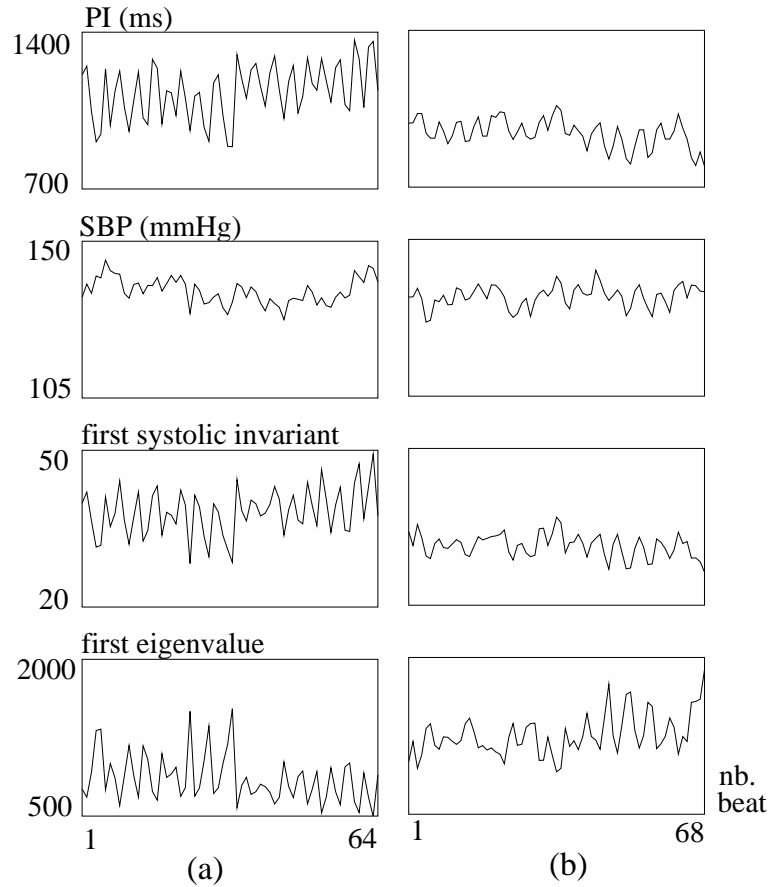 PI (ms)
1400
700
SBP (mmHg)
150
105
first systolic invariant
50
20
first eigenvalue
2000
500
nb.
beat
1 64 1 68
(a) (b)